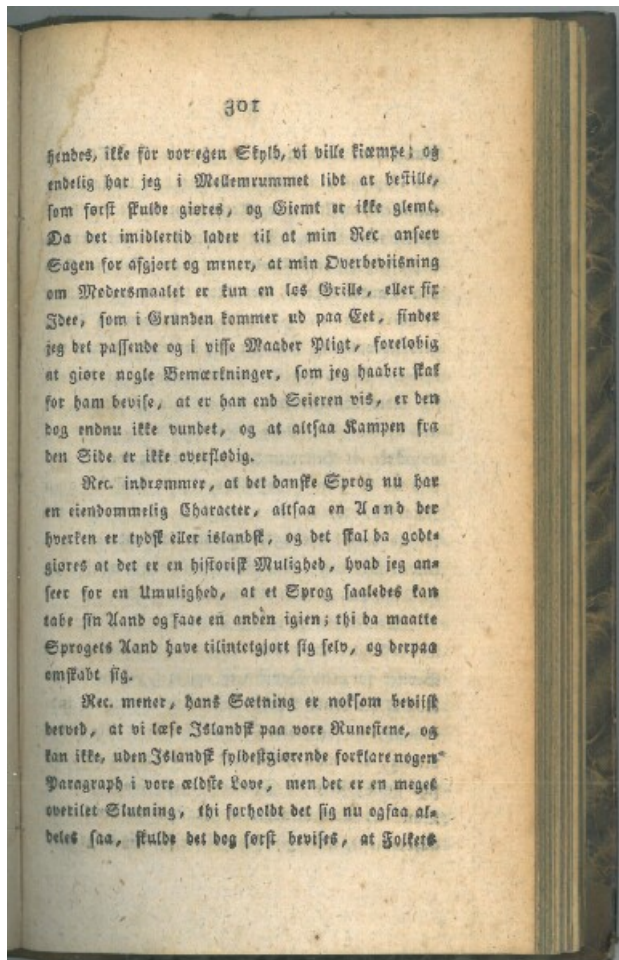 301
hendes, ikke for vor egen Skyld, vi ville kiæmpe; og
endelig har jeg i Mellemrummet lidt at bestille,
som først skulde giøres, og Giemt er ikke glemt.
Da det imidlertid lader til at min Rec. anseer
Sagen for afgjort og mener, at min Overbeviisning
om Modersmaalet er kun en løs Grille, eller fix
Idee, som i Grunden kommer ud paa Eet, finder
jeg det passende og i visse Maader Pligt, foreløbig
at giøre nogle Bemærkninger, som jeg haaber skal
for ham bevise, at er han end Seieren vis, er den
dog endnu ikke vundet, og at altsaa Kampen fra
den Side er ikke overflødig.
Rec. indrømmer, at det danske Sprog nu har
en eiendommelig Character, altsaa en Aand der
hverken er tydsk eller islandsk, og det skal da godt-
giøres at det er en historisk Mulighed, hvad jeg an-
seer for en Umulighed, at et Sprog saaledes kan
tabe sin Aand og faae en anden igien; thi da maatte
Sprogets Aand have tilintetgjort sig selv, og derpaa
omskabt sig.
Rec. mener, hans Sætning er noksom beviist
derved, at vi læse Islandsk paa vore Runestene, og
kan ikke, uden Islandsk fyldestgiørende forklare nogen
Paragraph i vore ældste Love, men det er en meget
overilet Slutning, thi forholdt det sig nu ogsaa al-
deles saa, skulde det dog først bevises, at Folkets